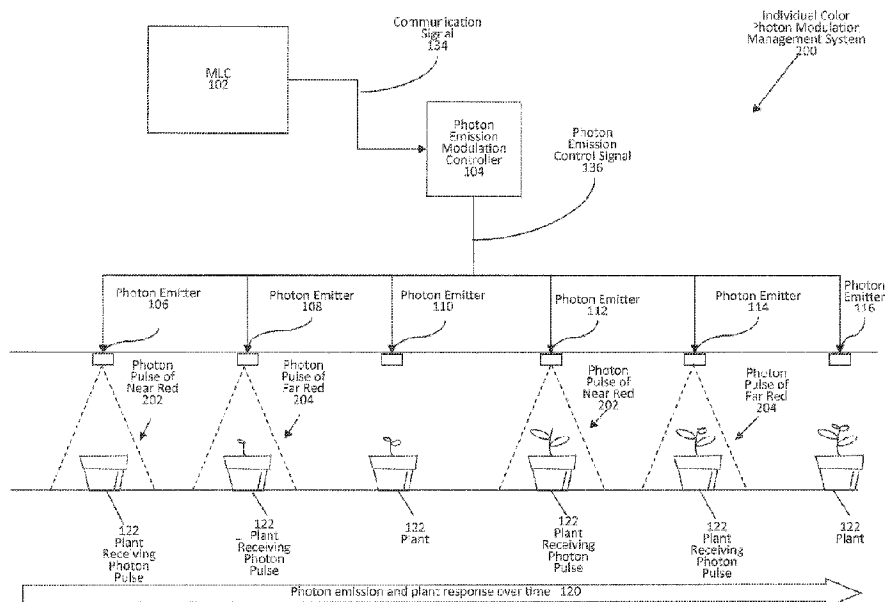 Communication
Signal
134
Individual Color
Photon Modulation
Management System
200
MLC
102
Photon
Emission
Modulation
Controller
104
Photon
Emission
Control Signal
136
Photon Emitter
106
Photon Emitter
108
Photon Emitter
110
Photon Emitter
112
Photon Emitter
114
Photon
Emitter
116
Photon
Pulse of
Near Red
202
Photon
Pulse of
Far Red
204
Photon
Pulse of
Near Red
202
Photon
Pulse of
Far Red
204
122
Plant
Receiving
Photon
Pulse
122
Plant
Receiving
Photon
Pulse
122
Plant
122
Plant
Receiving
Photon
Pulse
122
Plant
Receiving
Photon
Pulse
122
Plant
Photon emission and plant response over time 120